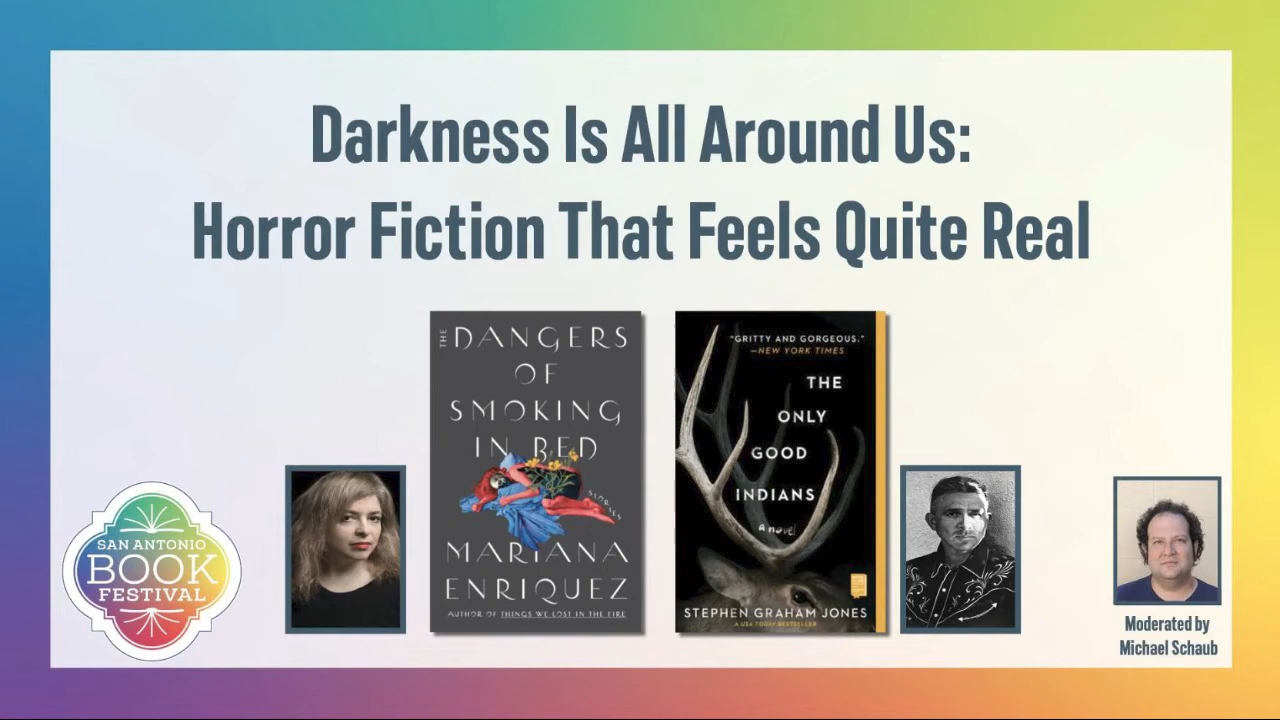 Darkness Is All Around Us:
Horror Fiction That Feels Quite Real
THE
DANGERS
OF
SMOKING
IN BED
STORIES
MARIANA
ENRIQUEZ
AUTHOR OF THINGS WE LOST IN THE FIRE
"GRITTY AND GORGEOUS."
—NEW YORK TIMES
THE
ONLY
GOOD
INDIANS
a novel
STEPHEN GRAHAM JONES
A USA TODAY BESTSELLER
SAN ANTONIO
BOOK
FESTIVAL
Moderated by
Michael Schaub